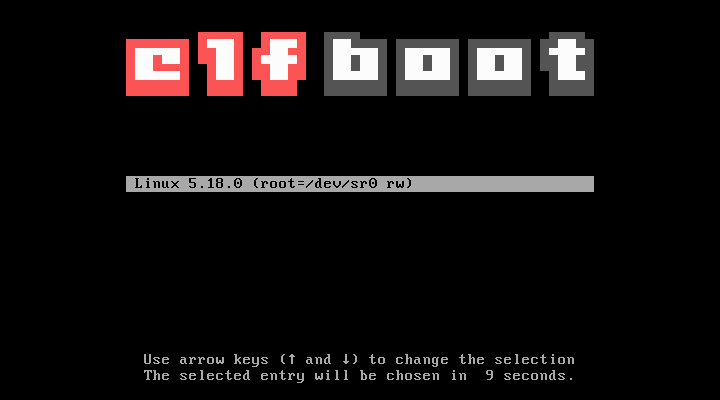 elfboot
Linux 5.18.0 (root=/dev/sr0 rw)
Use arrow keys (↑ and ↓) to change the selection
The selected entry will be chosen in  9 seconds.